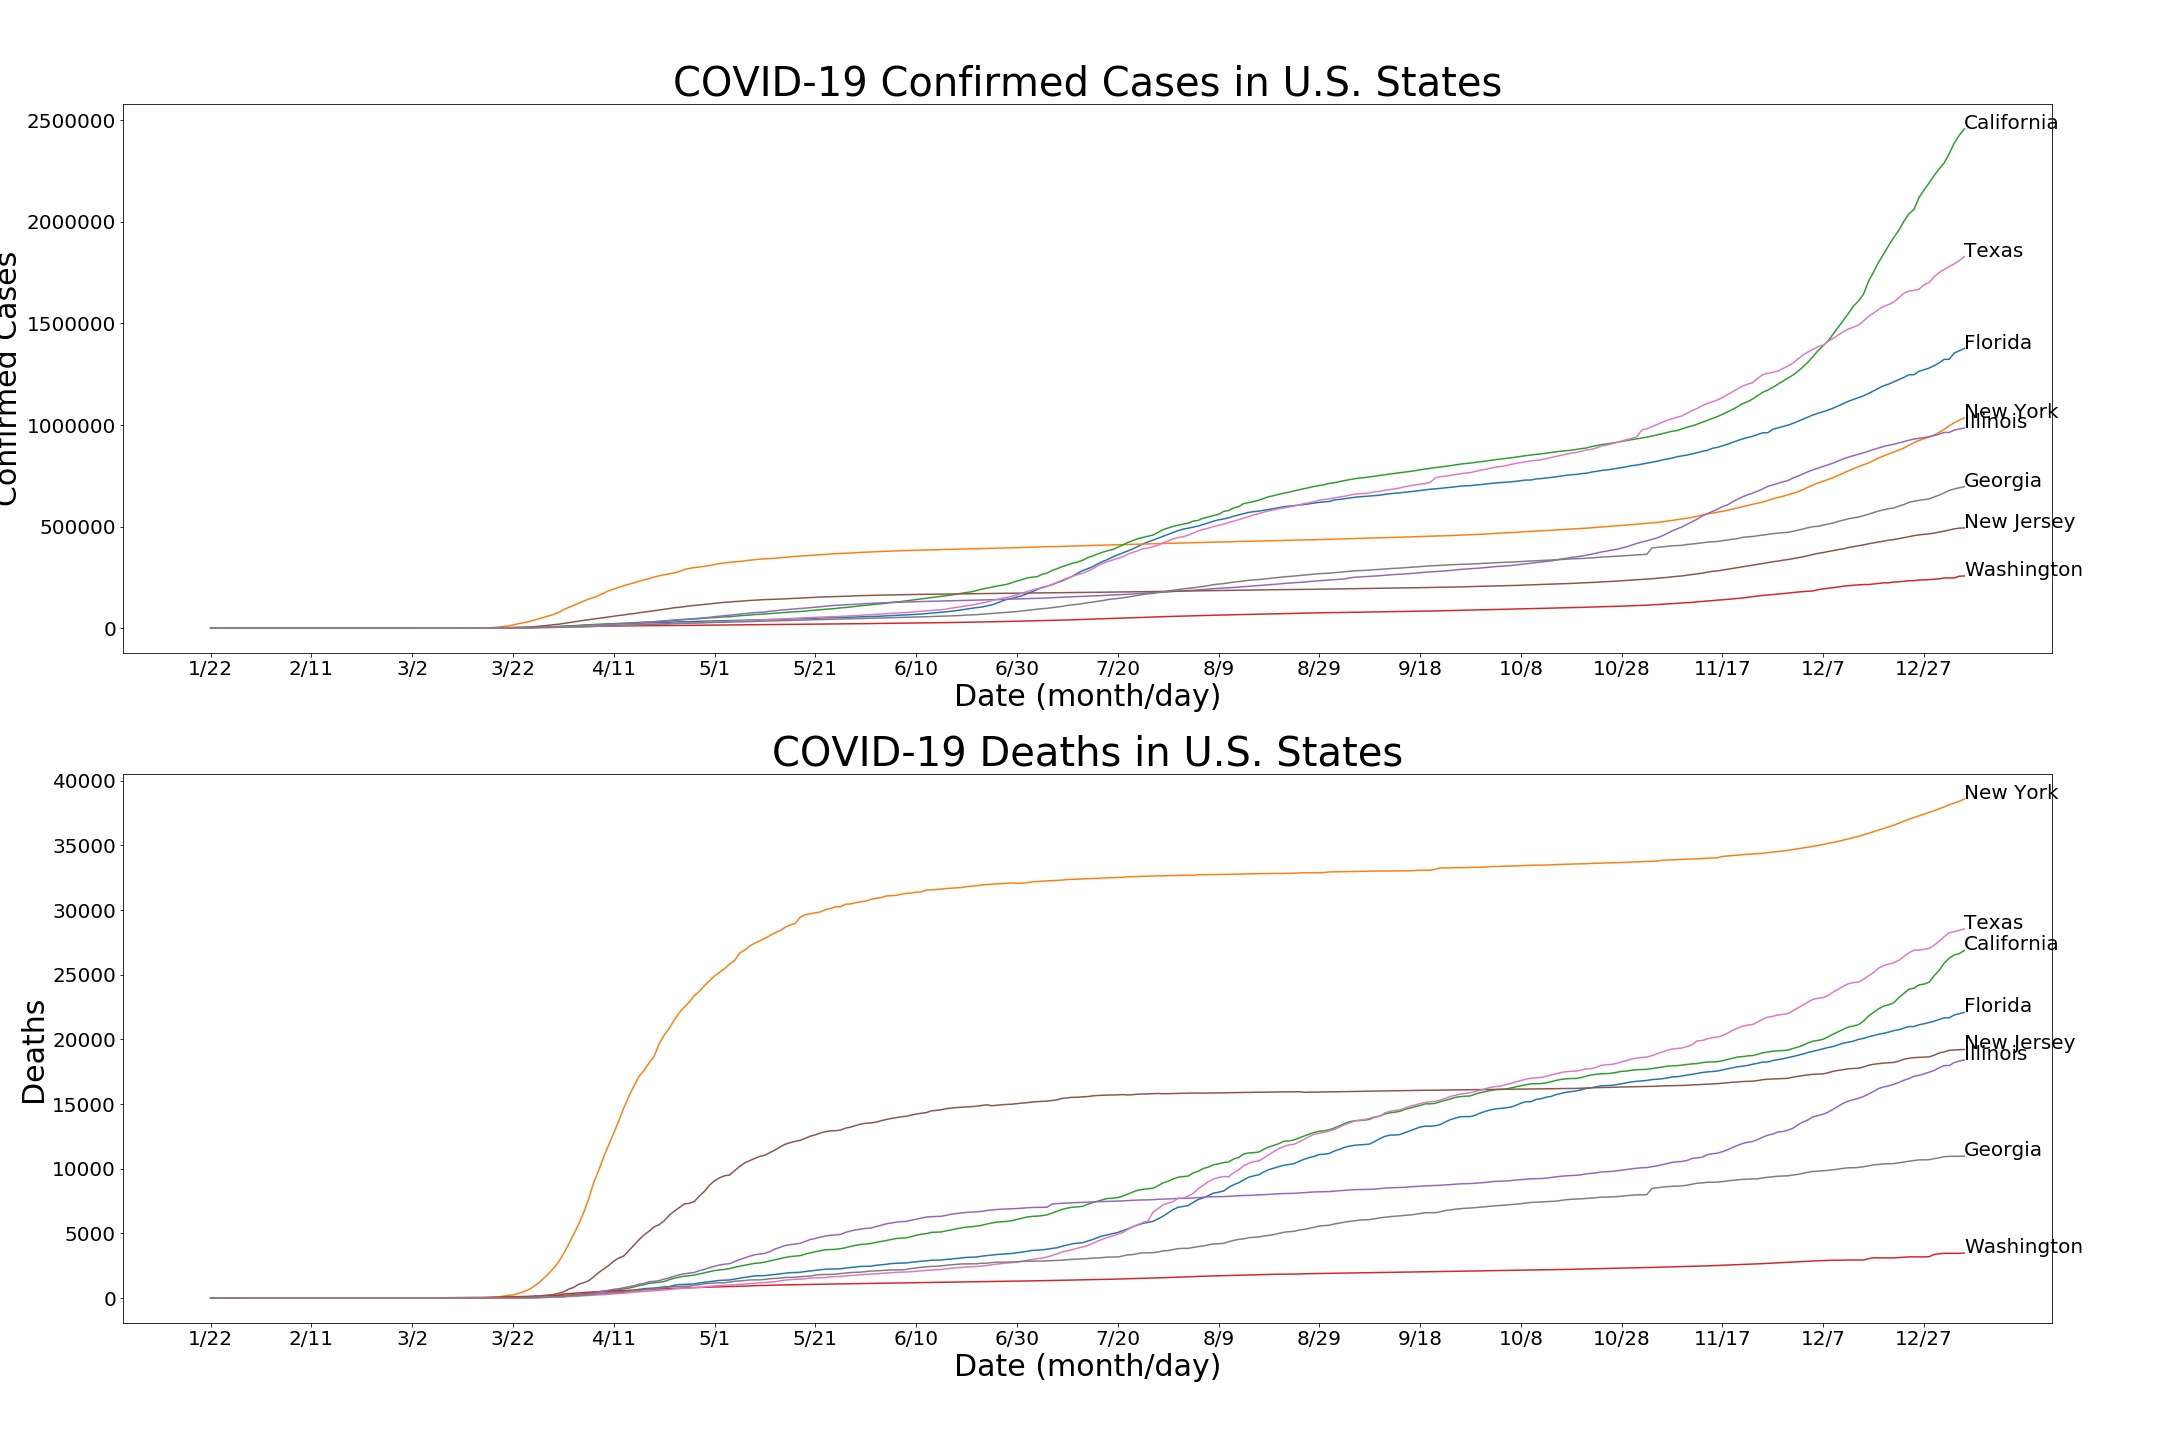 COVID-19 Confirmed Cases in U.S. States
Confirmed Cases
2500000
2000000
1500000
1000000
500000
0
California
Texas
Florida
New York
Illinois
Georgia
New Jersey
Washington
1/22 2/11 3/2 3/22 4/11 5/1 5/21 6/10 6/30 7/20 8/9 8/29 9/18 10/8 10/28 11/17 12/7 12/27
Date (month/day)
COVID-19 Deaths in U.S. States
Deaths
40000
35000
30000
25000
20000
15000
10000
5000
0
New York
Texas
California
Florida
New Jersey
Illinois
Georgia
Washington
1/22 2/11 3/2 3/22 4/11 5/1 5/21 6/10 6/30 7/20 8/9 8/29 9/18 10/8 10/28 11/17 12/7 12/27
Date (month/day)